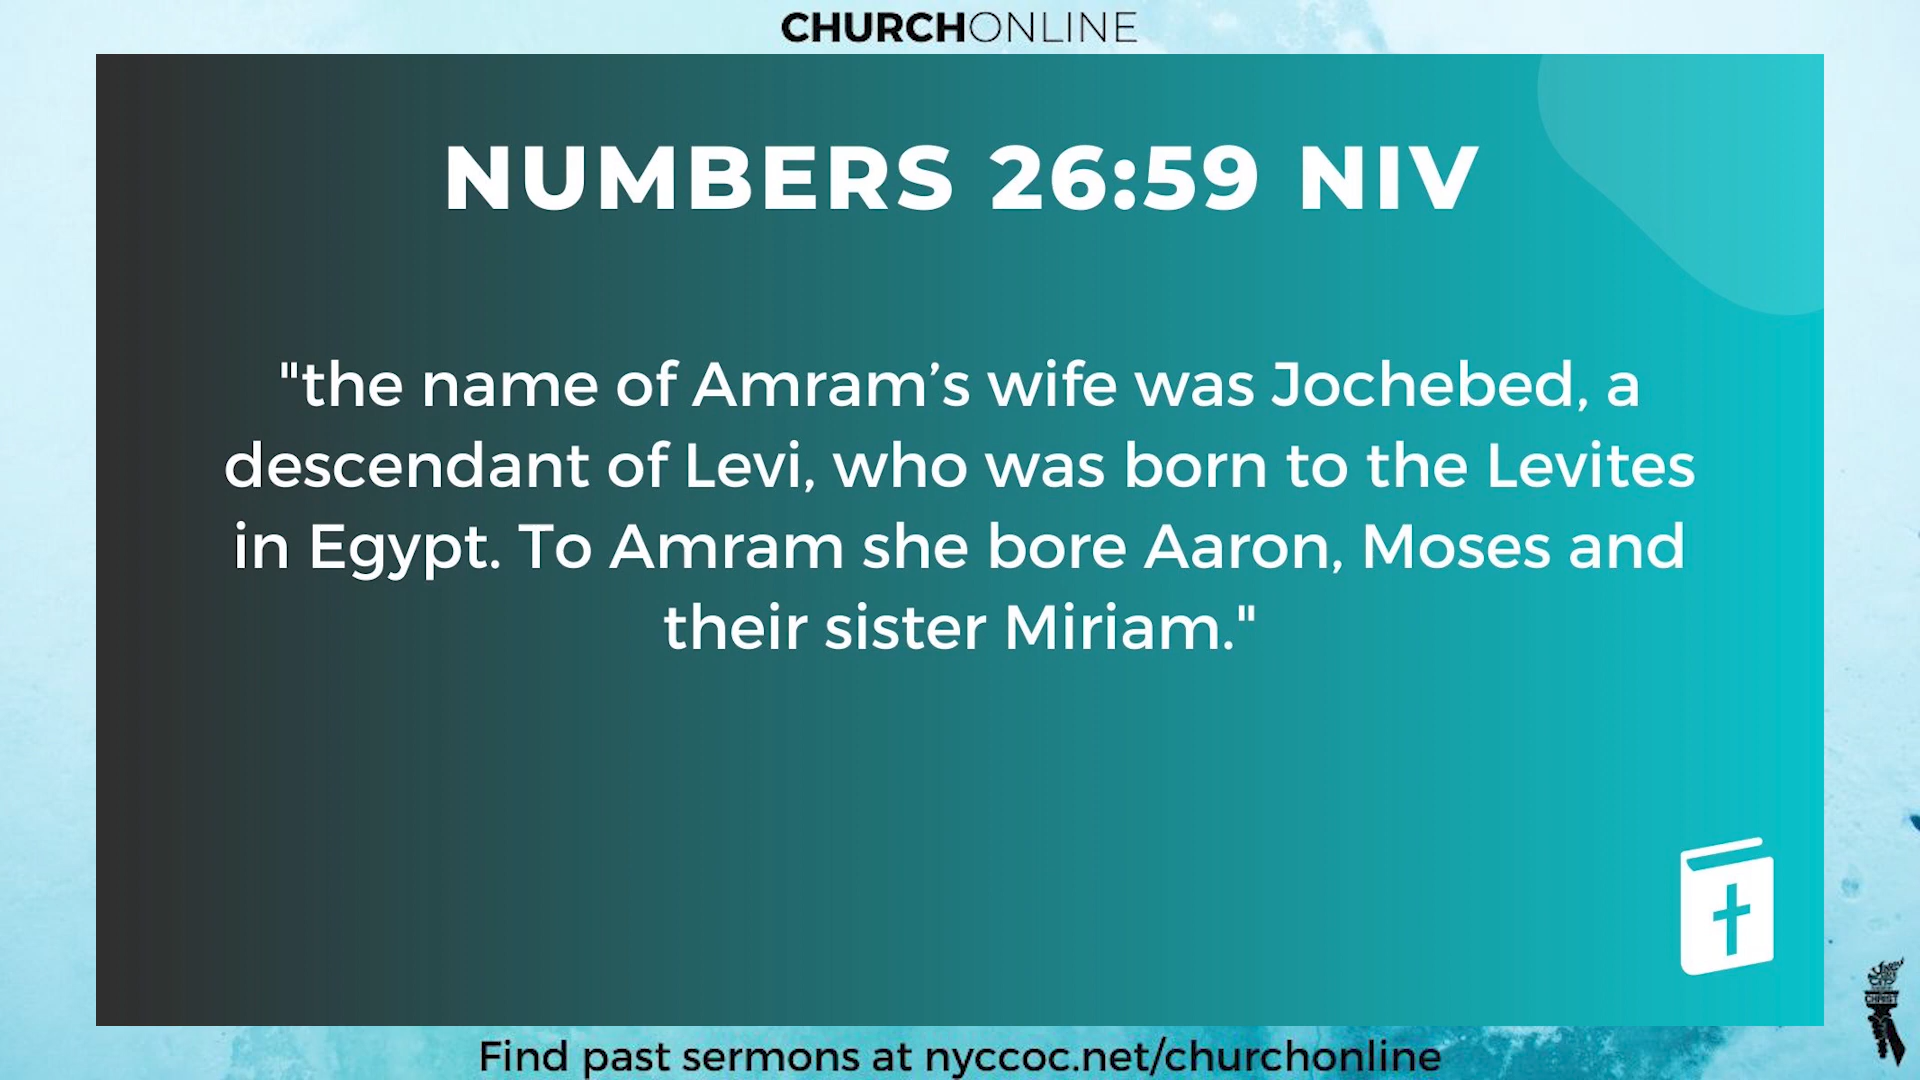 CHURCHONLINE
NUMBERS 26:59 NIV
"the name of Amram’s wife was Jochebed, a
descendant of Levi, who was born to the Levites
in Egypt. To Amram she bore Aaron, Moses and
their sister Miriam."
CHRIST
Find past sermons at nyccoc.net/churchonline